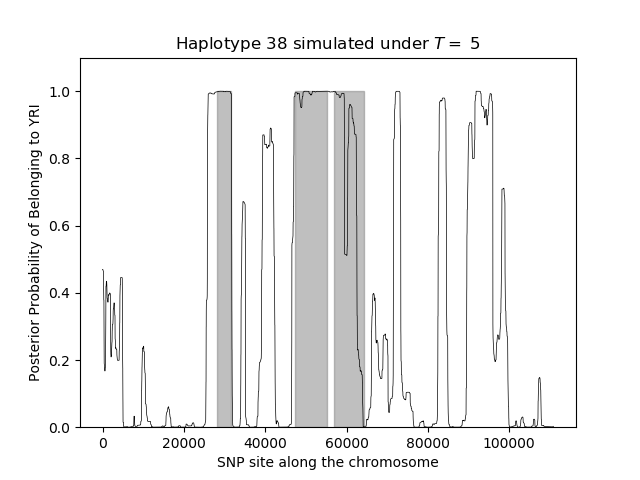 Haplotype 38 simulated under T = 5
Posterior Probability of Belonging to YRI
1.0
0.8
0.6
0.4
0.2
0.0
0 20000 40000 60000 80000 100000
SNP site along the chromosome